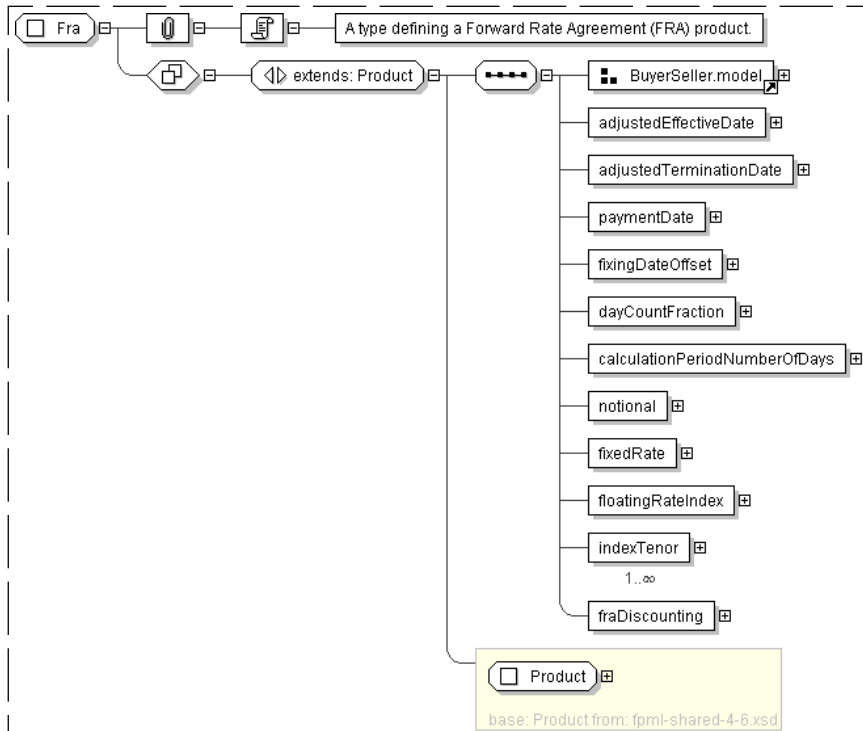 Fra
A type defining a Forward Rate Agreement (FRA) product.
extends: Product
BuyerSeller.model
adjustedEffectiveDate
adjustedTerminationDate
paymentDate
fixingDateOffset
dayCountFraction
calculationPeriodNumberOfDays
notional
fixedRate
floatingRateIndex
indexTenor
1..∞
fraDiscounting
Product
base: Product from: fpml-shared-4-6.xsd